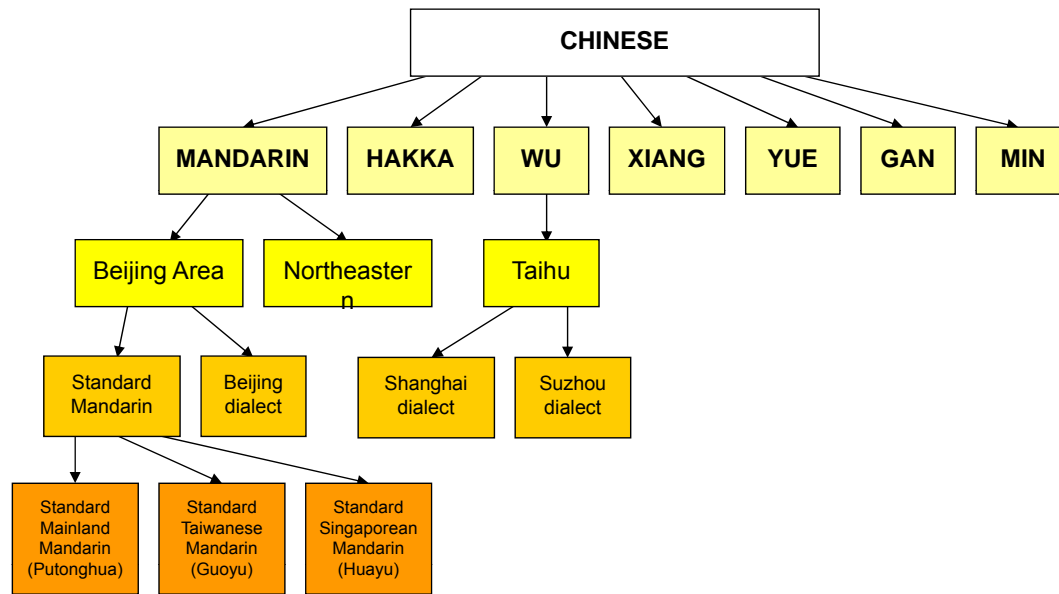 CHINESE
MANDARIN
HAKKA
WU
XIANG
YUE
GAN
MIN
Beijing Area
Northeaster
n
Taihu
Standard
Mandarin
Beijing
dialect
Shanghai
dialect
Suzhou
dialect
Standard
Mainland
Mandarin
(Putonghua)
Standard
Taiwanese
Mandarin
(Guoyu)
Standard
Singaporean
Mandarin
(Huayu)